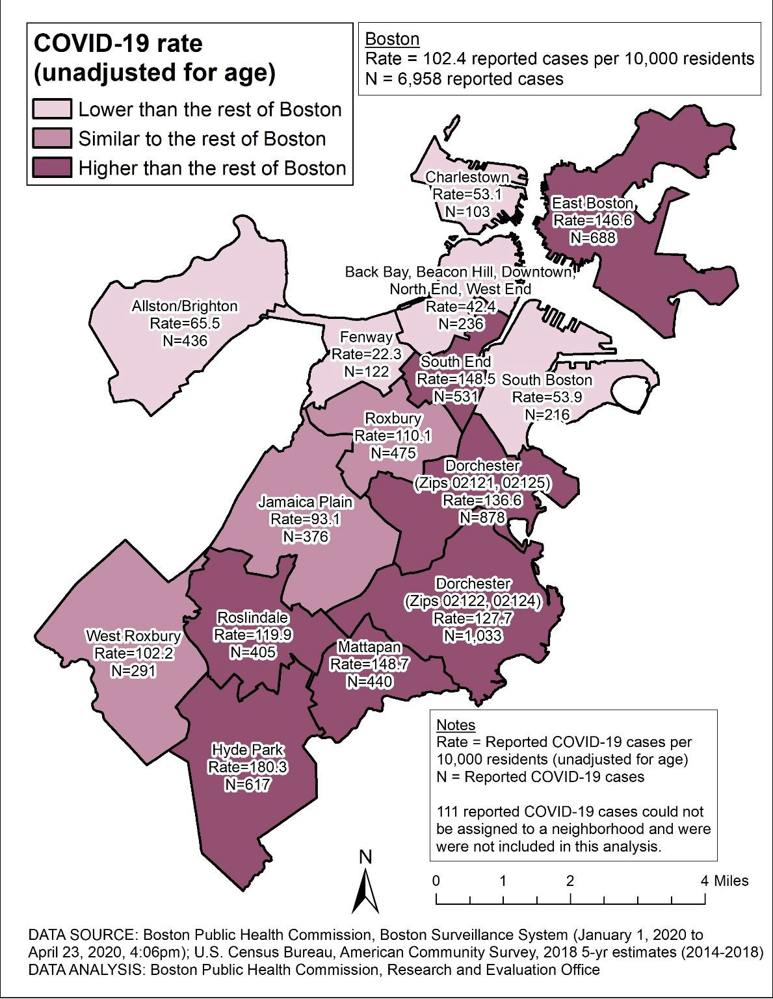 COVID-19 rate
(unadjusted for age)
Lower than the rest of Boston
Similar to the rest of Boston
Higher than the rest of Boston
Boston
Rate = 102.4 reported cases per 10,000 residents
N = 6,958 reported cases
Charlestown
Rate=53.1
N=103
East Boston
Rate=146.6
N=688
Back Bay, Beacon Hill, Downtown,
North End, West End
Rate=42.4
N=236
Allston/Brighton
Rate=65.5
N=436
Fenway
Rate=22.3
N=122
South End
Rate=148.5
N=531
South Boston
Rate=53.9
N=216
Roxbury
Rate=110.1
N=475
Dorchester
(Zips 02121, 02125)
Rate=136.6
N=878
Jamaica Plain
Rate=93.1
N=376
Dorchester
(Zips 02122, 02124)
Rate=127.7
N=1,033
Roslindale
Rate=119.9
N=405
West Roxbury
Rate=102.2
N=291
Mattapan
Rate=148.7
N=440
Hyde Park
Rate=180.3
N=617
Notes
Rate = Reported COVID-19 cases per
10,000 residents (unadjusted for age)
N = Reported COVID-19 cases
111 reported COVID-19 cases could not
be assigned to a neighborhood and were
were not included in this analysis.
N
0 1 2 4 Miles
DATA SOURCE: Boston Public Health Commission, Boston Surveillance System (January 1, 2020 to
April 23, 2020, 4:06pm); U.S. Census Bureau, American Community Survey, 2018 5-yr estimates (2014-2018)
DATA ANALYSIS: Boston Public Health Commission, Research and Evaluation Office